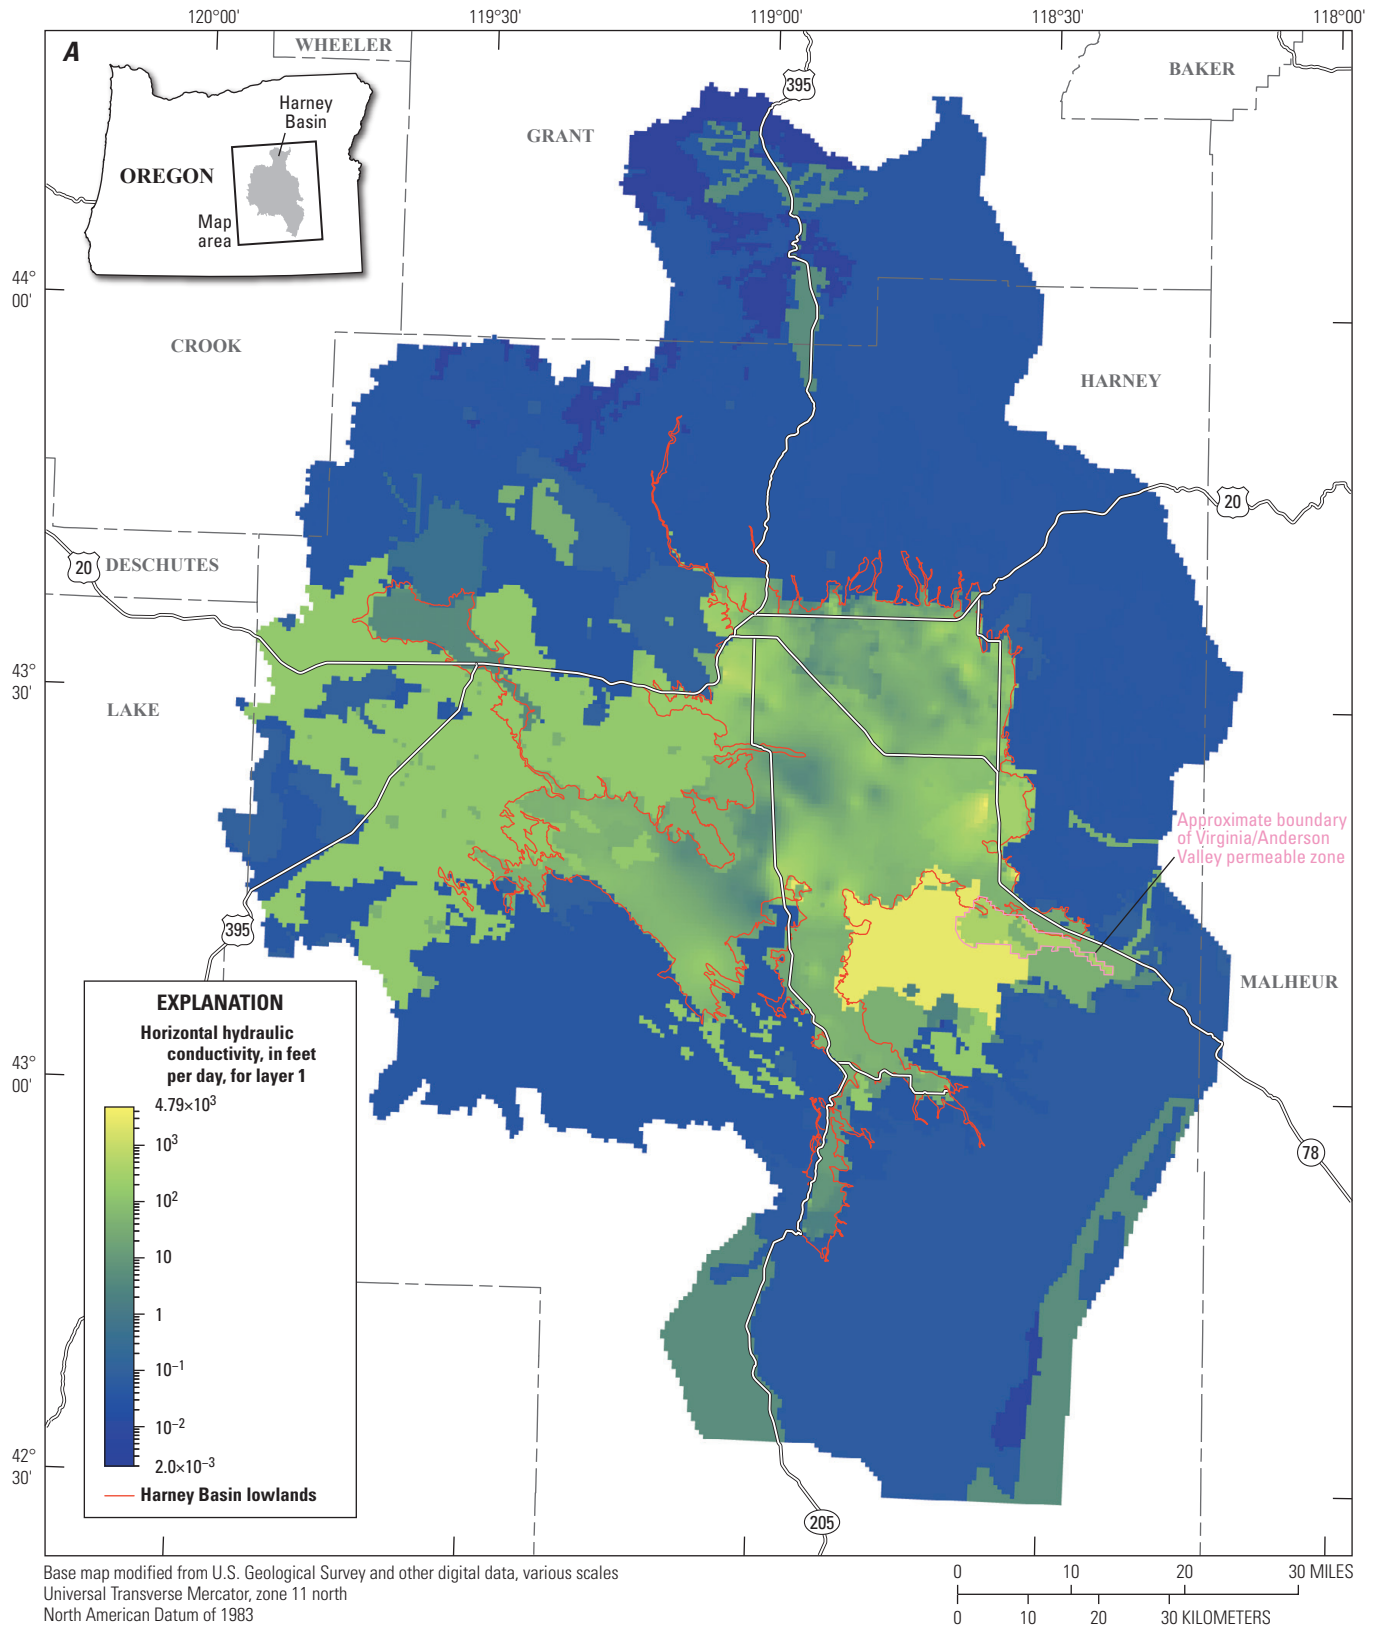 120°00'
119°30'
119°00'
118°30'
118°00'
A
WHEELER
BAKER
395
Harney
Basin
GRANT
OREGON
Map
area
44°
00'
CROOK
HARNEY
20
20
DESCHUTES
43°
30'
LAKE
Approximate boundary
of Virginia/Anderson
Valley permeable zone
395
MALHEUR
EXPLANATION
Horizontal hydraulic
conductivity, in feet
per day, for layer 1
4.79×10³
10³
10²
10
1
10⁻¹
10⁻²
2.0×10⁻³
Harney Basin lowlands
43°
00'
78
42°
30'
205
Base map modified from U.S. Geological Survey and other digital data, various scales
Universal Transverse Mercator, zone 11 north
North American Datum of 1983
0 10 20 30 MILES
0 10 20 30 KILOMETERS